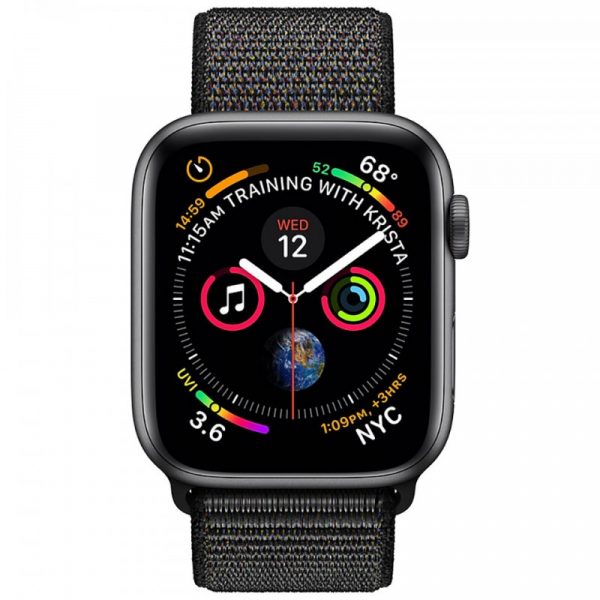 14:59
52
68°
89
11:15AM TRAINING WITH KRISTA
WED
12
UVI
3.6
1:09PM, +3HRS
NYC